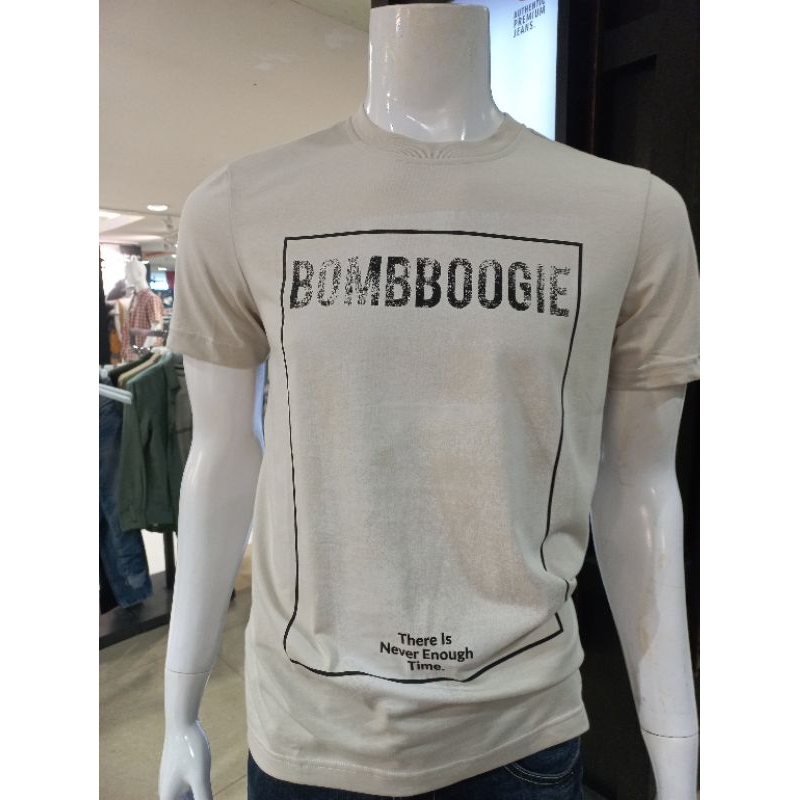 AUTHENTIC
PREMIUM
JEANS.
BOMBBOOGIE
There Is
Never Enough
Time.